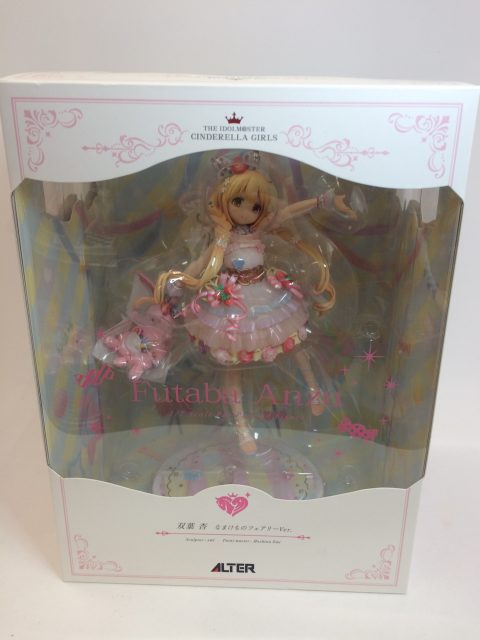 THE IDOLM@STER
CINDERELLA GIRLS
Futaba Anzu
双葉 杏 なまけものフェアリーVer.
ALTER